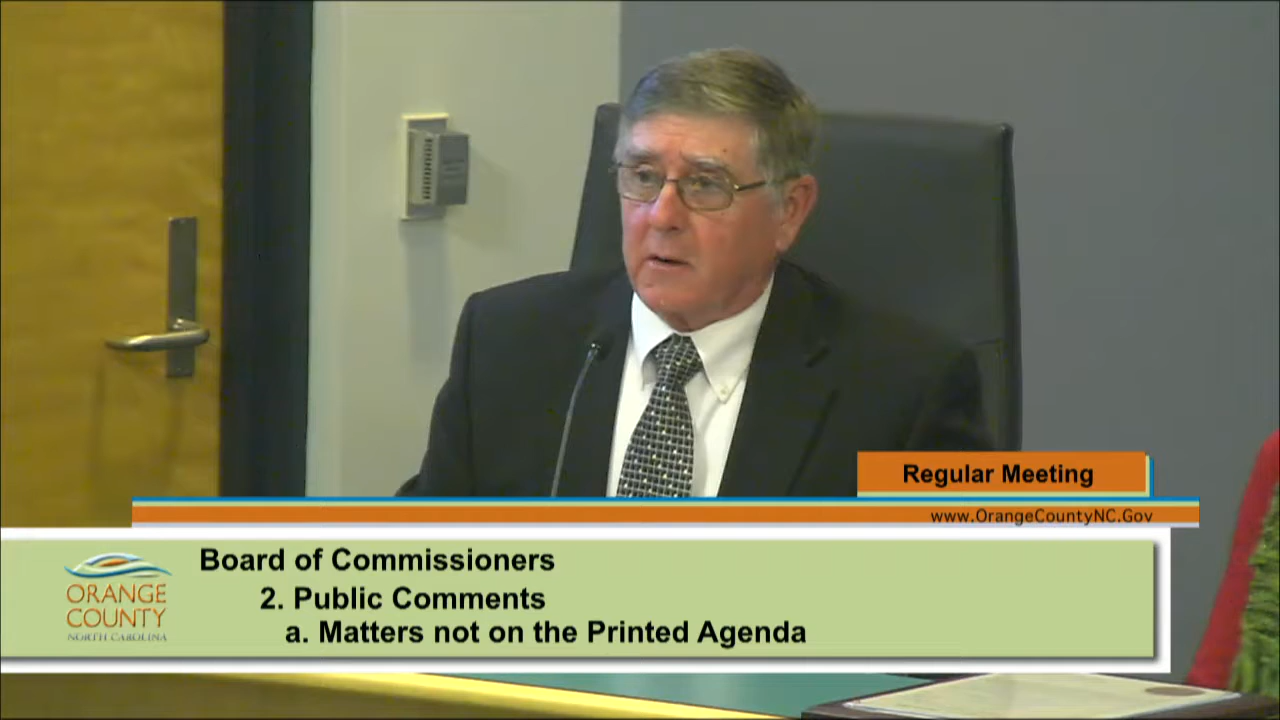 Regular Meeting
www.OrangeCountyNC.Gov
Board of Commissioners
2. Public Comments
a. Matters not on the Printed Agenda
ORANGE
COUNTY
NORTH CAROLINA